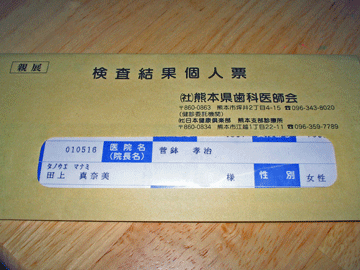 親展
検査結果個人票
(社)熊本県歯科医師会
〒860-0863 熊本市坪井2丁目4-15 ☎096-343-8020
(健診委託機関)
㈳日本健康倶楽部 熊本支部診療所
〒860-0834 熊本市江越1丁目22-11 ☎096-359-7789
010516 医院名(院長名) 菅鉢 孝治
タノウエ マナミ
田上 真奈美 様 性別 女性